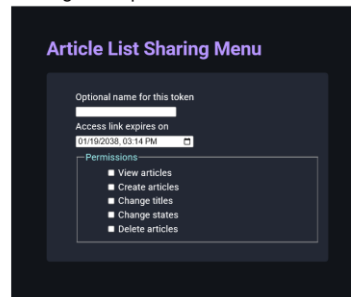 Article List Sharing Menu
Optional name for this token
Access link expires on
01/19/2038, 03:14 PM
Permissions
View articles
Create articles
Change titles
Change states
Delete articles